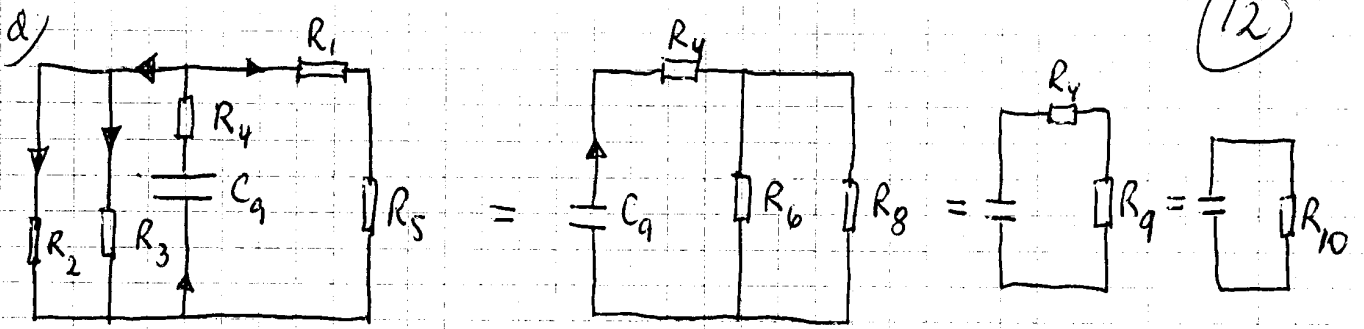 d)
12
R1
R4
C9
R2
R3
R5
=
R4
C9
R6
R8
=
R4
R9
=
R10